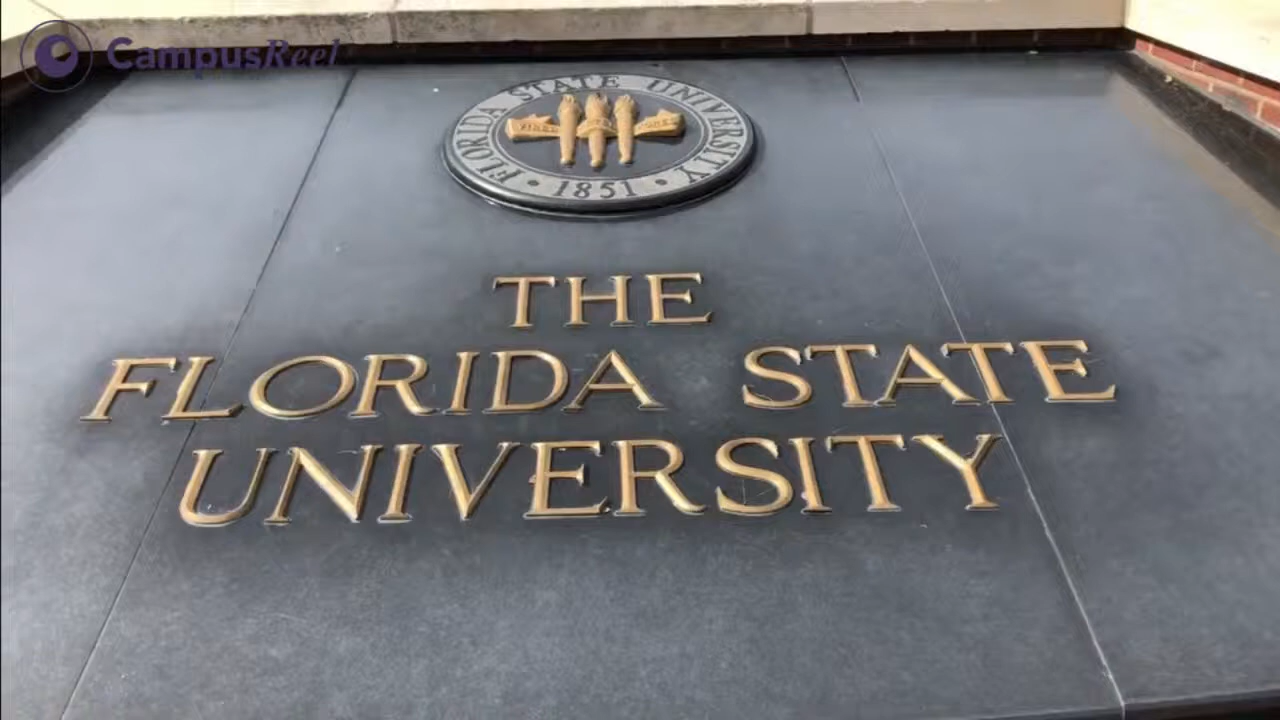 CampusReel
FLORIDA STATE UNIVERSITY
1851
THE
FLORIDA STATE
UNIVERSITY